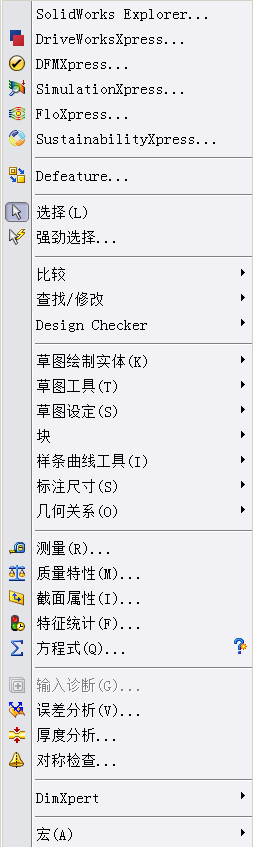 SolidWorks Explorer...
DriveWorksXpress...
DFMXpress...
SimulationXpress...
FloXpress...
SustainabilityXpress...
Defeature...
选择(L)
强劲选择...
比较
查找/修改
Design Checker
草图绘制实体(K)
草图工具(T)
草图设定(S)
块
样条曲线工具(I)
标注尺寸(S)
几何关系(O)
测量(R)...
质量特性(M)...
截面属性(I)...
特征统计(F)...
方程式(Q)...
输入诊断(G)...
误差分析(V)...
厚度分析...
对称检查...
DimXpert
宏(A)